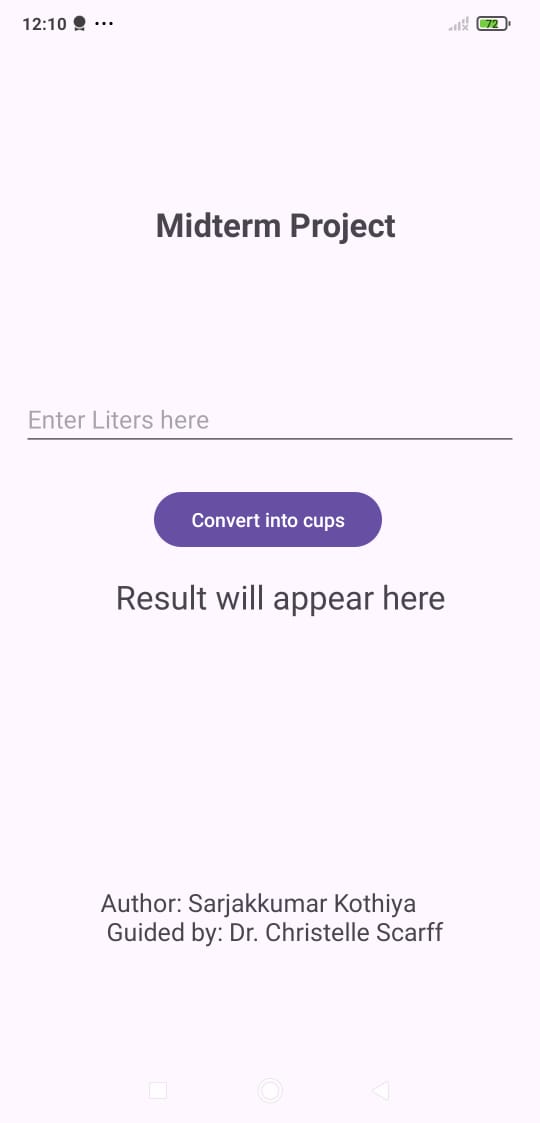 12:10 ...
72
Midterm Project
Enter Liters here
Convert into cups
Result will appear here
Author: Sarjakkumar Kothiya
Guided by: Dr. Christelle Scarff